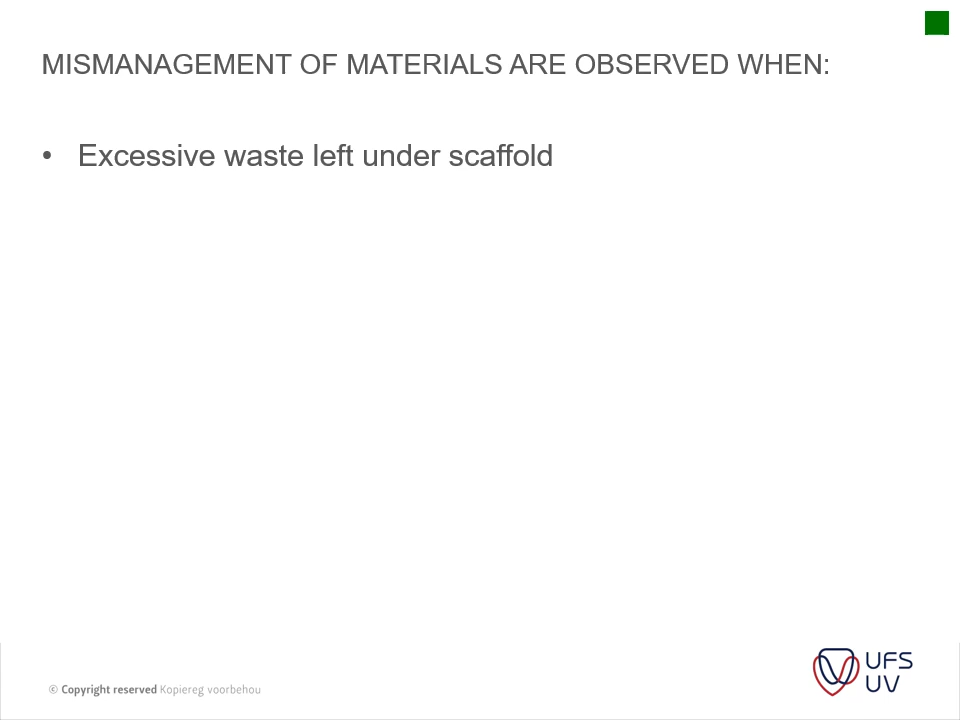 MISMANAGEMENT OF MATERIALS ARE OBSERVED WHEN:
• Excessive waste left under scaffold
© Copyright reserved Kopiereg voorbehou
UFS
UV